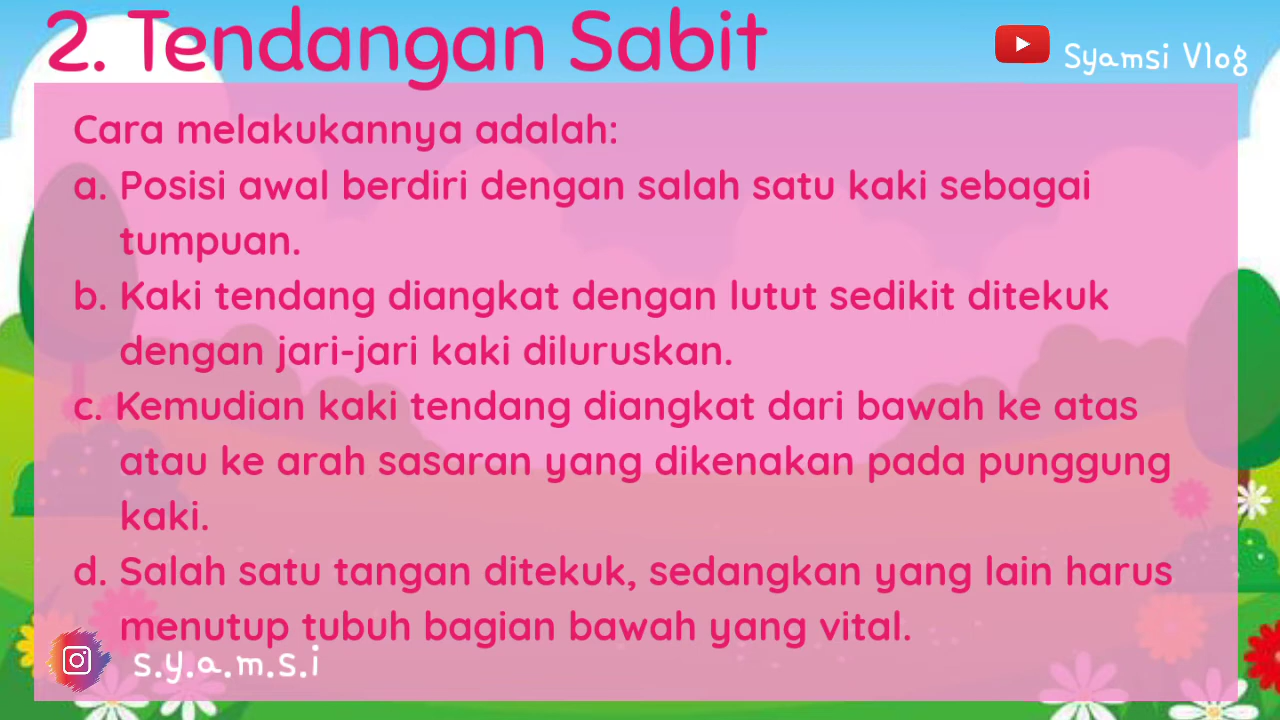 2. Tendangan Sabit
Syamsi Vlog
Cara melakukannya adalah:
a. Posisi awal berdiri dengan salah satu kaki sebagai
tumpuan.
b. Kaki tendang diangkat dengan lutut sedikit ditekuk
dengan jari-jari kaki diluruskan.
c. Kemudian kaki tendang diangkat dari bawah ke atas
atau ke arah sasaran yang dikenakan pada punggung
kaki.
d. Salah satu tangan ditekuk, sedangkan yang lain harus
menutup tubuh bagian bawah yang vital.
s.y.a.m.s.i